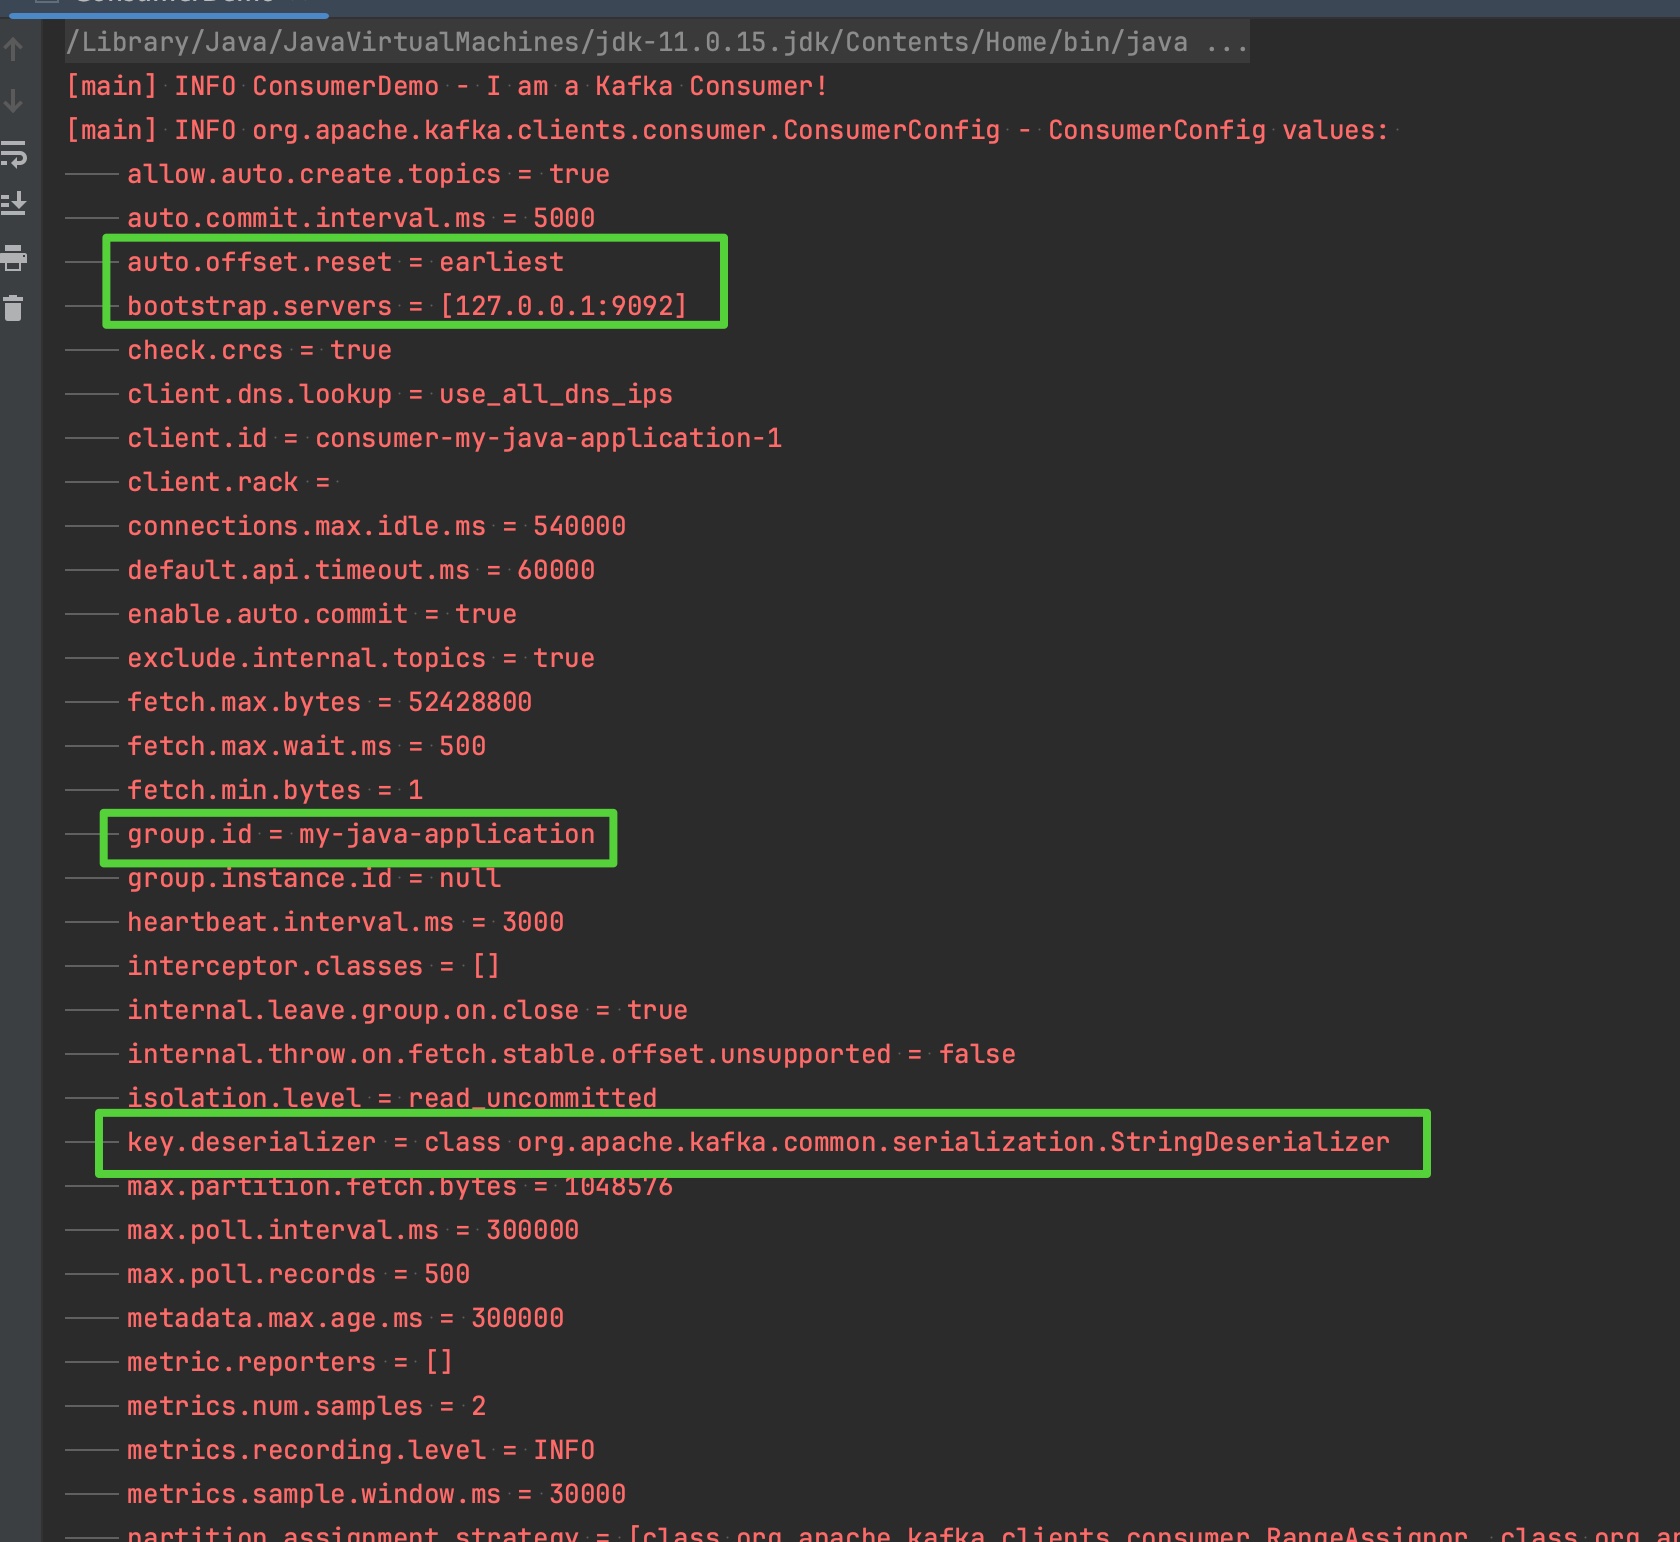 ConsumerDemo
/Library/Java/JavaVirtualMachines/jdk-11.0.15.jdk/Contents/Home/bin/java ...
[main] INFO ConsumerDemo - I am a Kafka Consumer!
[main] INFO org.apache.kafka.clients.consumer.ConsumerConfig - ConsumerConfig values:
allow.auto.create.topics = true
auto.commit.interval.ms = 5000
auto.offset.reset = earliest
bootstrap.servers = [127.0.0.1:9092]
check.crcs = true
client.dns.lookup = use_all_dns_ips
client.id = consumer-my-java-application-1
client.rack =
connections.max.idle.ms = 540000
default.api.timeout.ms = 60000
enable.auto.commit = true
exclude.internal.topics = true
fetch.max.bytes = 52428800
fetch.max.wait.ms = 500
fetch.min.bytes = 1
group.id = my-java-application
group.instance.id = null
heartbeat.interval.ms = 3000
interceptor.classes = []
internal.leave.group.on.close = true
internal.throw.on.fetch.stable.offset.unsupported = false
isolation.level = read_uncommitted
key.deserializer = class org.apache.kafka.common.serialization.StringDeserializer
max.partition.fetch.bytes = 1048576
max.poll.interval.ms = 300000
max.poll.records = 500
metadata.max.age.ms = 300000
metric.reporters = []
metrics.num.samples = 2
metrics.recording.level = INFO
metrics.sample.window.ms = 30000
partition.assignment.strategy = [class org.apache.kafka.clients.consumer.RangeAssignor, class org.ap